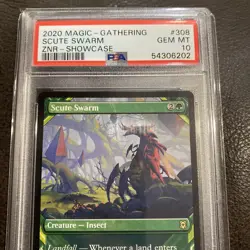 2020 MAGIC - GATHERING #308
SCUTE SWARM GEM MT
ZNR - SHOWCASE 10
PSA 54306202
Scute Swarm 2
Creature — Insect
Landfall — Whenever a land enters